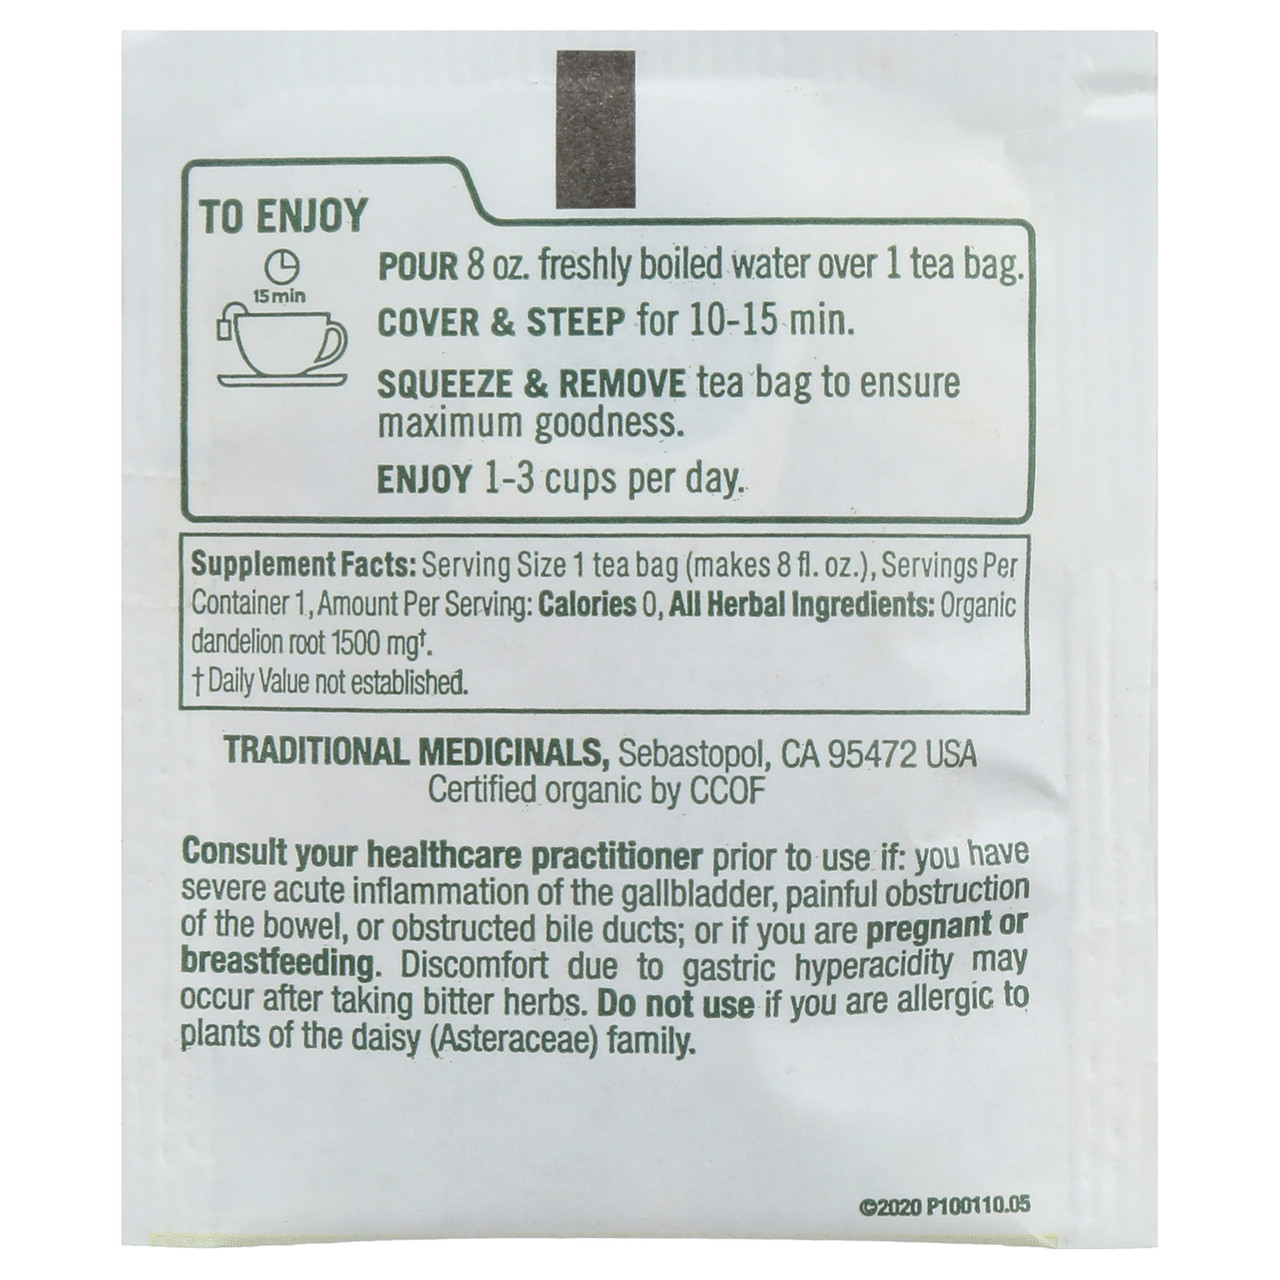 TO ENJOY
15 min
POUR 8 oz. freshly boiled water over 1 tea bag.
COVER & STEEP for 10-15 min.
SQUEEZE & REMOVE tea bag to ensure
maximum goodness.
ENJOY 1-3 cups per day.
Supplement Facts: Serving Size 1 tea bag (makes 8 fl. oz.), Servings Per
Container 1, Amount Per Serving: Calories 0, All Herbal Ingredients: Organic
dandelion root 1500 mg†.
† Daily Value not established.
TRADITIONAL MEDICINALS, Sebastopol, CA 95472 USA
Certified organic by CCOF
Consult your healthcare practitioner prior to use if: you have
severe acute inflammation of the gallbladder, painful obstruction
of the bowel, or obstructed bile ducts; or if you are pregnant or
breastfeeding. Discomfort due to gastric hyperacidity may
occur after taking bitter herbs. Do not use if you are allergic to
plants of the daisy (Asteraceae) family.
©2020 P100110.05